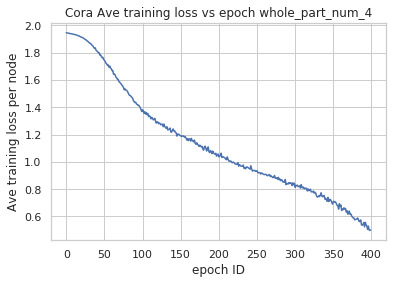 Cora Ave training loss vs epoch whole_part_num_4
2.0
1.8
1.6
1.4
1.2
1.0
0.8
0.6
Ave training loss per node
0 50 100 150 200 250 300 350 400
epoch ID